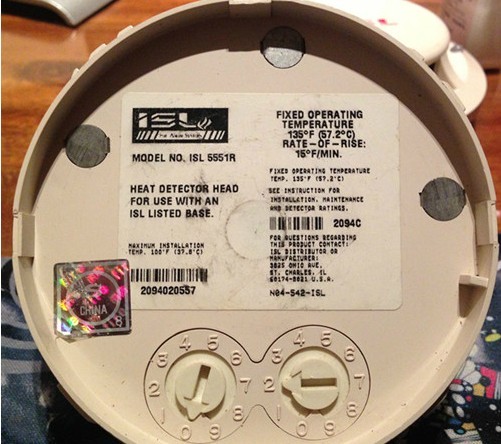 ISL
MODEL NO. ISL 5551R
HEAT DETECTOR HEAD
FOR USE WITH AN
ISL LISTED BASE.
MAXIMUM INSTALLATION
TEMP. 100°F (37.8°C)
2094020557
FIXED OPERATING
TEMPERATURE
135°F (57.2°C)
RATE-OF-RISE:
15°F/MIN.
FIXED OPERATING TEMPERATURE
TEMP. 135°F (57.2°C)
SEE INSTRUCTION FOR
INSTALLATION, MAINTENANCE
AND DETECTOR RATINGS.
2094C
FOR QUESTIONS REGARDING
THIS PRODUCT CONTACT:
ISL DISTRIBUTOR OR
MANUFACTURER:
3825 OHIO AVE.
ST. CHARLES, IL
60174 U.S.A.
N04-542-ISL
CHINA
0 1 2 3 4 5 6 7 8 9
0 1 2 3 4 5 6 7 8 9